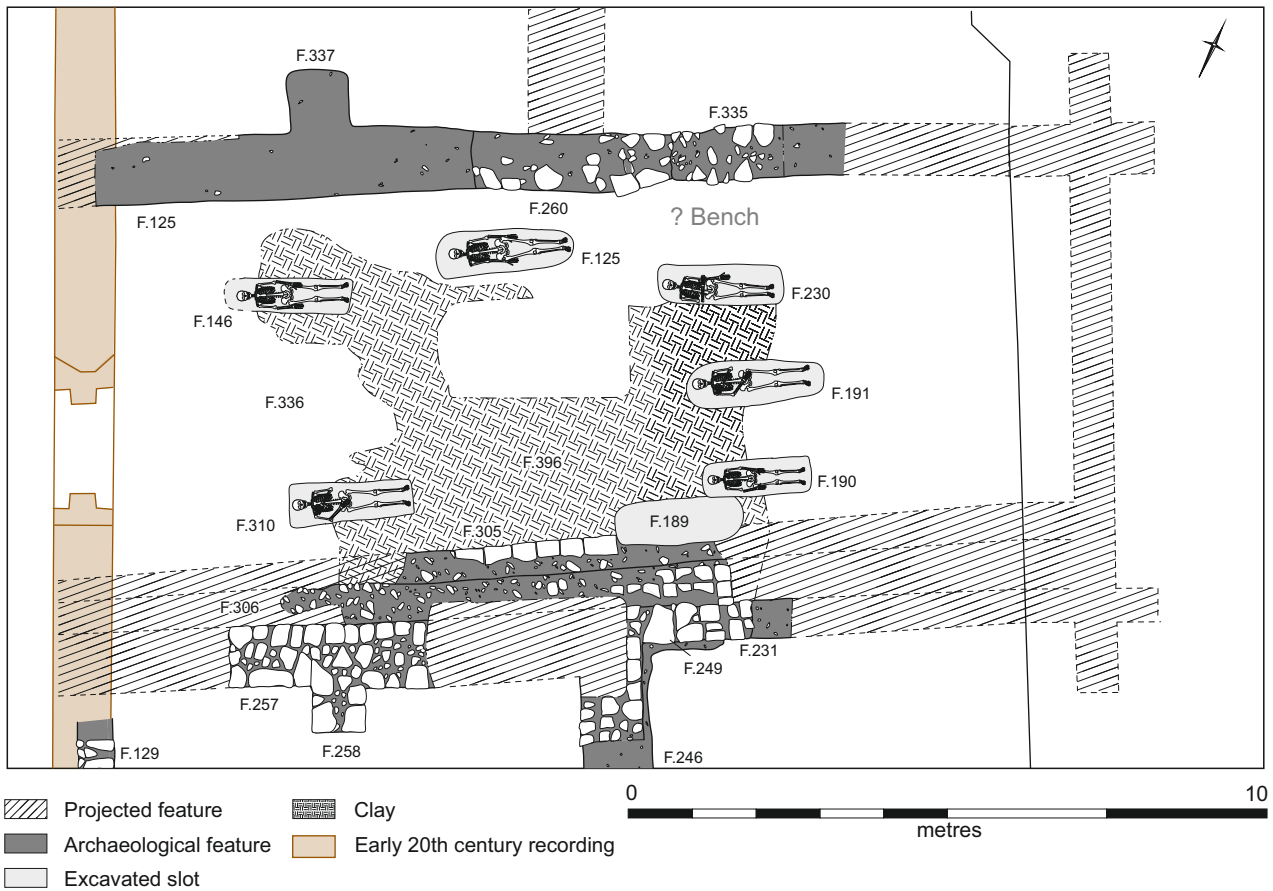 F.337
F.335
F.125
F.260
? Bench
F.125
F.230
F.146
F.191
F.336
F.396
F.190
F.310
F.305
F.189
F.306
F.231
F.249
F.257
F.129
F.258
F.246
Projected feature
Clay
Archaeological feature
Early 20th century recording
Excavated slot
0 10
metres